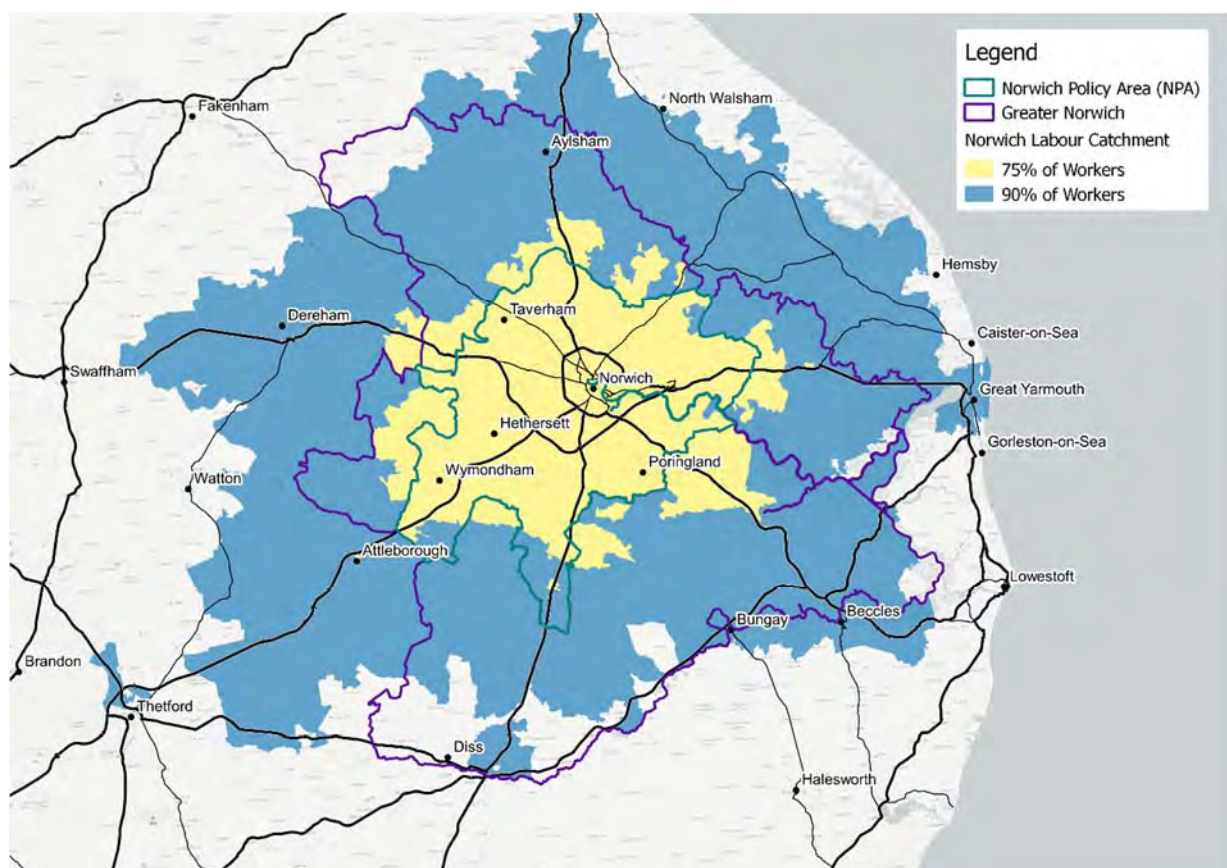 Legend
Norwich Policy Area (NPA)
Greater Norwich
Norwich Labour Catchment
75% of Workers
90% of Workers
Fakenham
North Walsham
Aylsham
Hemsby
Dereham
Taverham
Caister-on-Sea
Swaffham
Norwich
Great Yarmouth
Hethersett
Gorleston-on-Sea
Wymondham
Poringland
Watton
Attleborough
Lowestoft
Bungay
Beccles
Brandon
Thetford
Diss
Halesworth